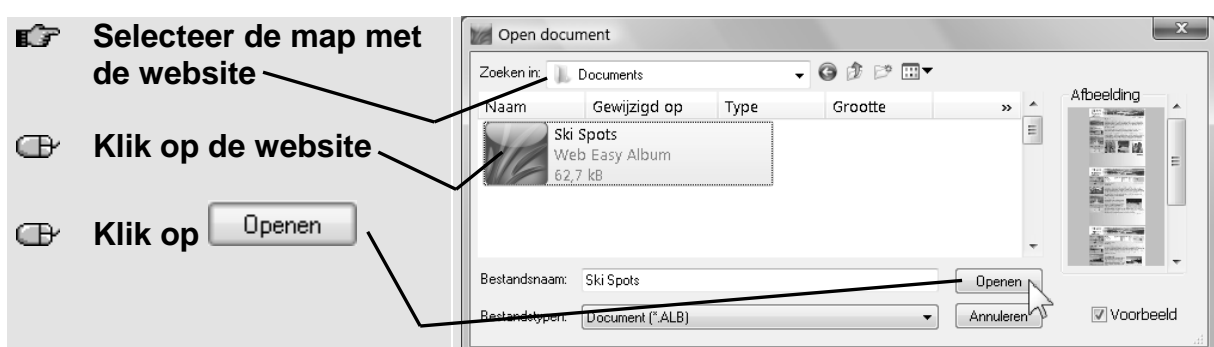 Selecteer de map met
de website
Klik op de website
Klik op Openen
Open document
Zoeken in: Documents
Naam Gewijzigd op Type Grootte »
Ski Spots
Web Easy Album
62,7 kB
Afbeelding
Bestandsnaam: Ski Spots Openen
Bestandstypen: Document (*.ALB) Annuleren
Voorbeeld